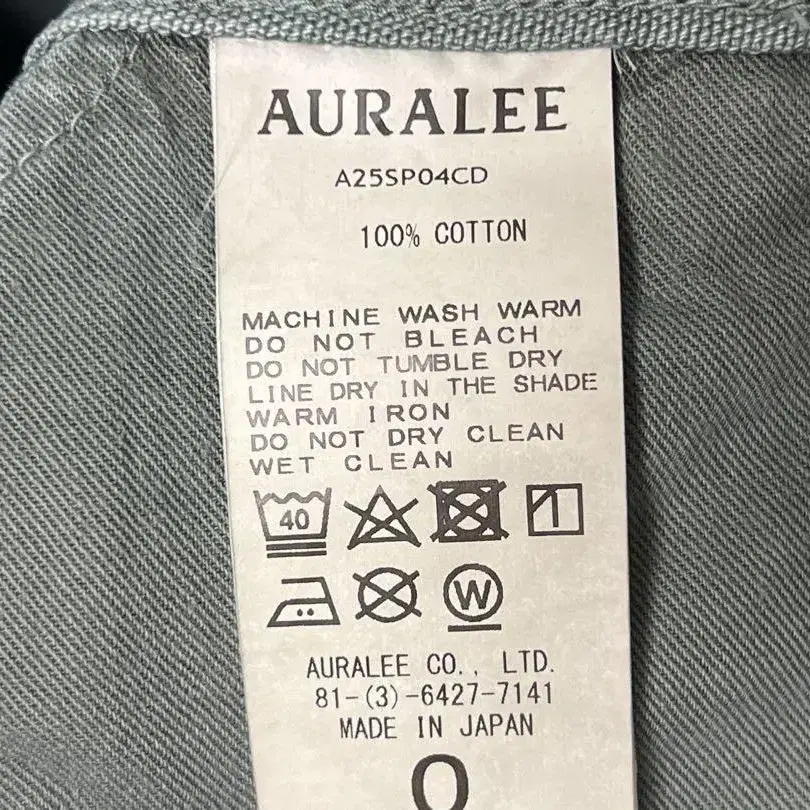 AURALEE
A25SP04CD
100% COTTON
MACHINE WASH WARM
DO NOT BLEACH
DO NOT TUMBLE DRY
LINE DRY IN THE SHADE
WARM IRON
DO NOT DRY CLEAN
WET CLEAN
40
W
AURALEE CO., LTD.
81-(3)-6427-7141
MADE IN JAPAN
0